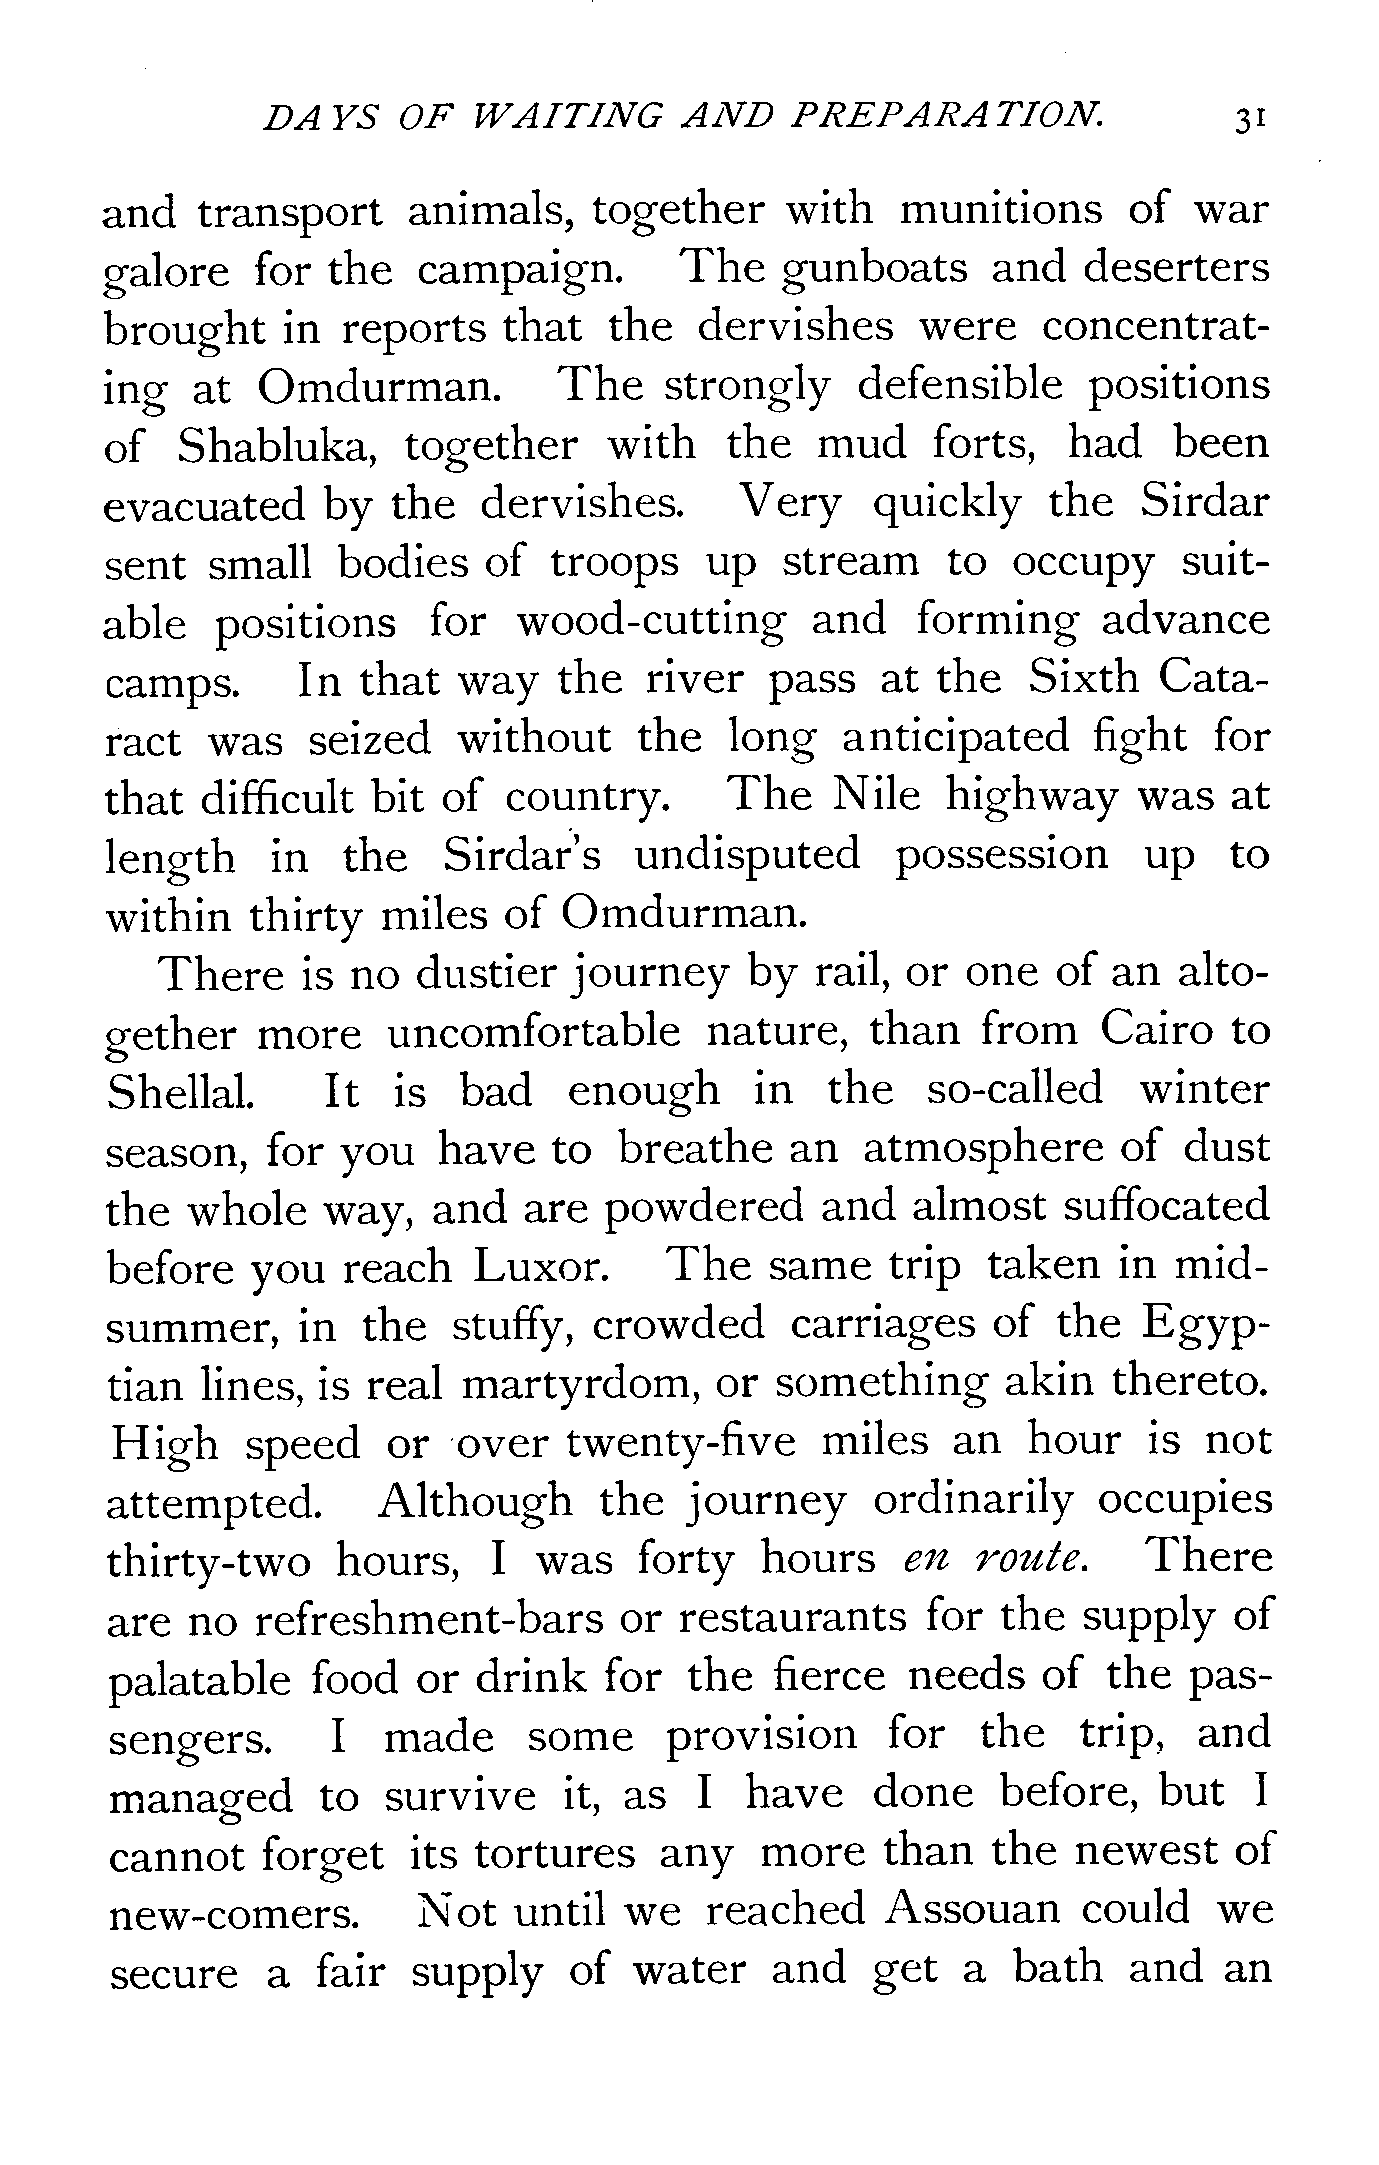 DAYS OF WAITING AND PREPARATION. 31
and transport animals, together with munitions of war
galore for the campaign. The gunboats and deserters
brought in reports that the dervishes were concentrat-
ing at Omdurman. The strongly defensible positions
of Shabluka, together with the mud forts, had been
evacuated by the dervishes. Very quickly the Sirdar
sent small bodies of troops up stream to occupy suit-
able positions for wood-cutting and forming advance
camps. In that way the river pass at the Sixth Cata-
ract was seized without the long anticipated fight for
that difficult bit of country. The Nile highway was at
length in the Sirdar's undisputed possession up to
within thirty miles of Omdurman.
There is no dustier journey by rail, or one of an alto-
gether more uncomfortable nature, than from Cairo to
Shellal. It is bad enough in the so-called winter
season, for you have to breathe an atmosphere of dust
the whole way, and are powdered and almost suffocated
before you reach Luxor. The same trip taken in mid-
summer, in the stuffy, crowded carriages of the Egyp-
tian lines, is real martyrdom, or something akin thereto.
High speed or over twenty-five miles an hour is not
attempted. Although the journey ordinarily occupies
thirty-two hours, I was forty hours en route. There
are no refreshment-bars or restaurants for the supply of
palatable food or drink for the fierce needs of the pas-
sengers. I made some provision for the trip, and
managed to survive it, as I have done before, but I
cannot forget its tortures any more than the newest of
new-comers. Not until we reached Assouan could we
secure a fair supply of water and get a bath and an